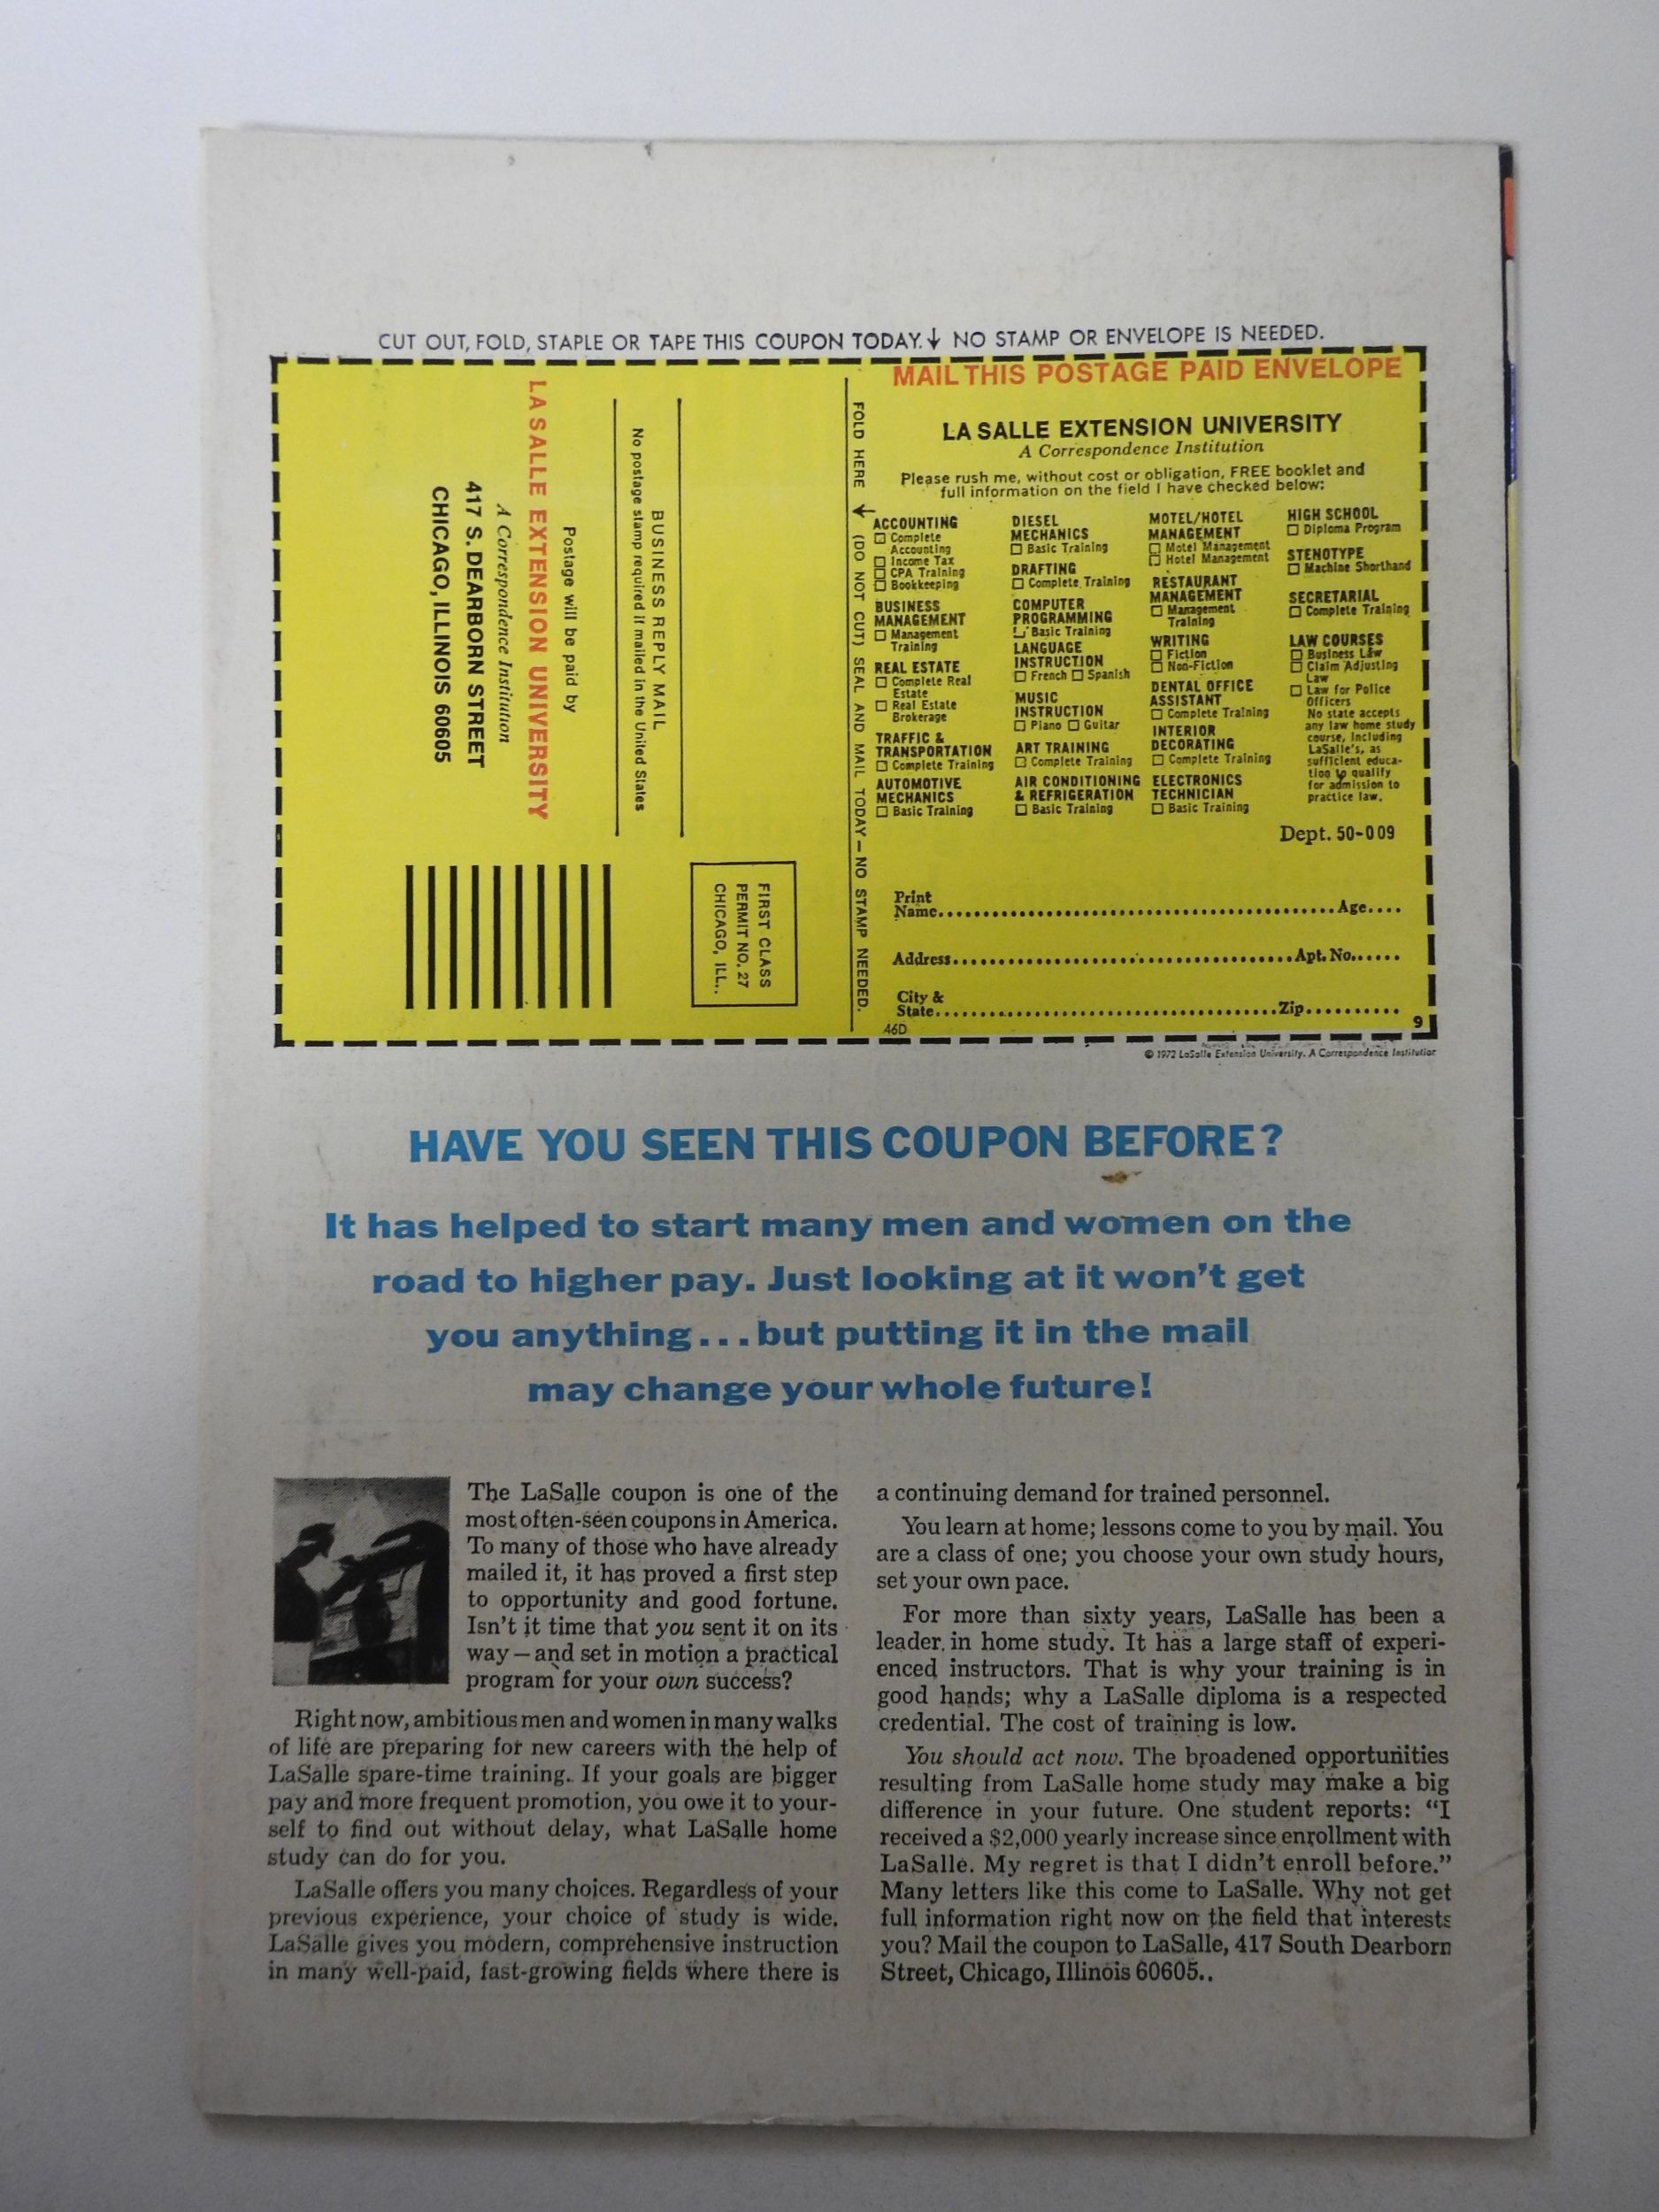 CUT OUT, FOLD, STAPLE OR TAPE THIS COUPON TODAY. ↓ NO STAMP OR ENVELOPE IS NEEDED.
FIRST CLASS
PERMIT NO. 27
CHICAGO, ILL..
BUSINESS REPLY MAIL
No postage stamp required if mailed in the United States
Postage will be paid by
LA SALLE EXTENSION UNIVERSITY
A Correspondence Institution
417 S. DEARBORN STREET
CHICAGO, ILLINOIS 60605
FOLD HERE → (DO NOT CUT) SEAL AND MAIL TODAY — NO STAMP NEEDED.
MAIL THIS POSTAGE PAID ENVELOPE
LA SALLE EXTENSION UNIVERSITY
A Correspondence Institution
Please rush me, without cost or obligation, FREE booklet and
full information on the field I have checked below:
ACCOUNTING
☐ Complete
Accounting
☐ Income Tax
☐ CPA Training
☐ Bookkeeping
BUSINESS
MANAGEMENT
☐ Management
Training
REAL ESTATE
☐ Complete Real
Estate
☐ Real Estate
Brokerage
TRAFFIC &
TRANSPORTATION
☐ Complete Training
AUTOMOTIVE
MECHANICS
☐ Basic Training
DIESEL
MECHANICS
☐ Basic Training
DRAFTING
☐ Complete Training
COMPUTER
PROGRAMMING
☐ Basic Training
LANGUAGE
INSTRUCTION
☐ French ☐ Spanish
MUSIC
INSTRUCTION
☐ Piano ☐ Guitar
ART TRAINING
☐ Complete Training
AIR CONDITIONING
& REFRIGERATION
☐ Basic Training
MOTEL/HOTEL
MANAGEMENT
☐ Motel Management
☐ Hotel Management
RESTAURANT
MANAGEMENT
☐ Management
Training
WRITING
☐ Fiction
☐ Non-Fiction
DENTAL OFFICE
ASSISTANT
☐ Complete Training
INTERIOR
DECORATING
☐ Complete Training
ELECTRONICS
TECHNICIAN
☐ Basic Training
HIGH SCHOOL
☐ Diploma Program
STENOTYPE
☐ Machine Shorthand
SECRETARIAL
☐ Complete Training
LAW COURSES
☐ Business Law
☐ Claim Adjusting
Law
☐ Law for Police
Officers
No state accepts
any law home study
course, including
LaSalle's, as
sufficient educa-
tion to qualify
for admission to
practice law.
Dept. 50-009
Print
Name....................Age....
Address....................Apt. No......
City &
State....................Zip..........
46D
9
© 1972 LaSalle Extension University. A Correspondence Institution
HAVE YOU SEEN THIS COUPON BEFORE?
It has helped to start many men and women on the
road to higher pay. Just looking at it won't get
you anything...but putting it in the mail
may change your whole future!
The LaSalle coupon is one of the
most often-seen coupons in America.
To many of those who have already
mailed it, it has proved a first step
to opportunity and good fortune.
Isn't it time that you sent it on its
way — and set in motion a practical
program for your own success?
Right now, ambitious men and women in many walks
of life are preparing for new careers with the help of
LaSalle spare-time training. If your goals are bigger
pay and more frequent promotion, you owe it to your-
self to find out without delay, what LaSalle home
study can do for you.
LaSalle offers you many choices. Regardless of your
previous experience, your choice of study is wide.
LaSalle gives you modern, comprehensive instruction
in many well-paid, fast-growing fields where there is
a continuing demand for trained personnel.
You learn at home; lessons come to you by mail. You
are a class of one; you choose your own study hours,
set your own pace.
For more than sixty years, LaSalle has been a
leader in home study. It has a large staff of experi-
enced instructors. That is why your training is in
good hands; why a LaSalle diploma is a respected
credential. The cost of training is low.
You should act now. The broadened opportunities
resulting from LaSalle home study may make a big
difference in your future. One student reports: "I
received a $2,000 yearly increase since enrollment with
LaSalle. My regret is that I didn't enroll before."
Many letters like this come to LaSalle. Why not get
full information right now on the field that interests
you? Mail the coupon to LaSalle, 417 South Dearborn
Street, Chicago, Illinois 60605..